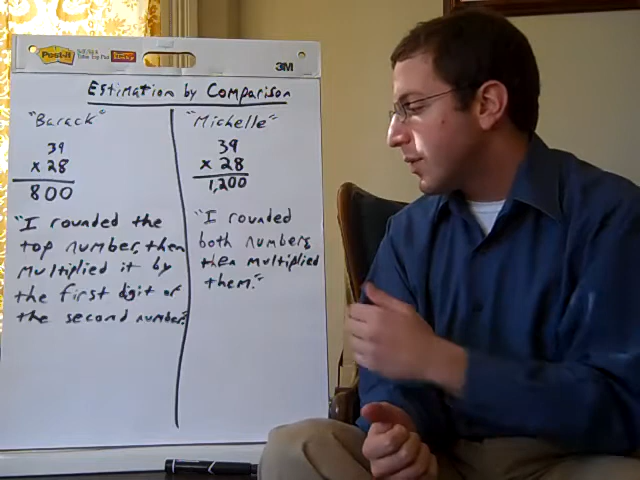 Post-it
3M
Estimation by Comparison
"Barack"
39
x 28
800
"I rounded the
top number, then
multiplied it by
the first digit of
the second number."
"Michelle"
39
x 28
1,200
"I rounded
both numbers,
then multiplied
them."